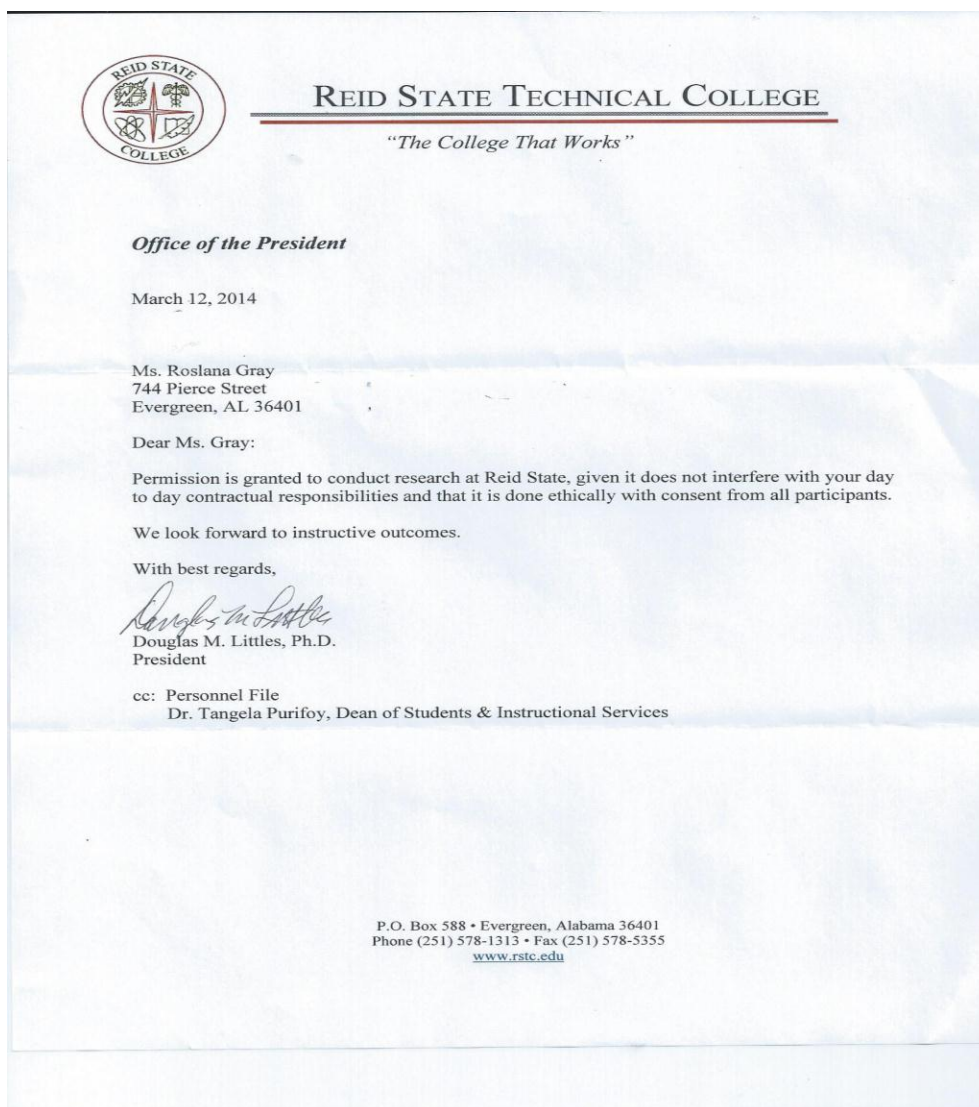 REID STATE
COLLEGE
REID STATE TECHNICAL COLLEGE
"The College That Works"
Office of the President
March 12, 2014
Ms. Roslana Gray
744 Pierce Street
Evergreen, AL 36401
Dear Ms. Gray:
Permission is granted to conduct research at Reid State, given it does not interfere with your day
to day contractual responsibilities and that it is done ethically with consent from all participants.
We look forward to instructive outcomes.
With best regards,
Douglas M Littles
Douglas M. Littles, Ph.D.
President
cc: Personnel File
Dr. Tangela Purifoy, Dean of Students & Instructional Services
P.O. Box 588 • Evergreen, Alabama 36401
Phone (251) 578-1313 • Fax (251) 578-5355
www.rstc.edu